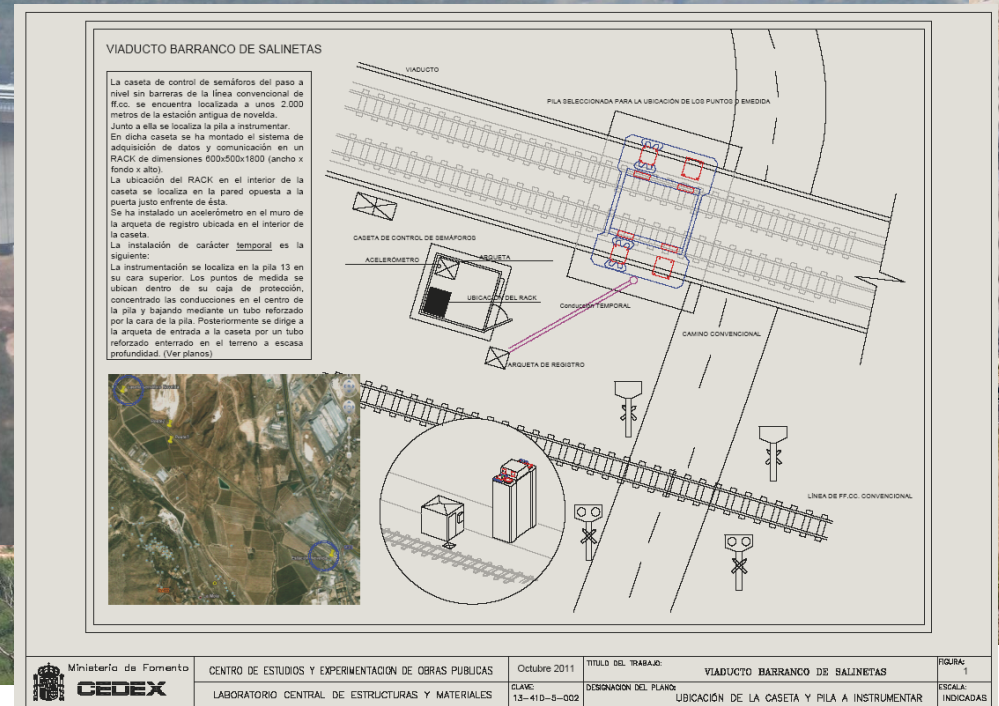 VIADUCTO BARRANCO DE SALINETAS
La caseta de control de semáforos del paso a
nivel sin barreras de la línea convencional de
ff.cc. se encuentra localizada a unos 2.000
metros de la estación antigua de novelda.
Junto a ella se localiza la pila a instrumentar.
En dicha caseta se ha montado el sistema de
adquisición de datos y comunicación en un
RACK de dimensiones 600x500x1800 (ancho x
fondo x alto).
La ubicación del RACK en el interior de la
caseta se localiza en la pared opuesta a la
puerta justo enfrente de ésta.
Se ha instalado un acelerómetro en el muro de
la arqueta de registro ubicada en el interior de
la caseta.
La instalación de carácter temporal es la
siguiente:
La instrumentación se localiza en la pila 13 en
su cara superior. Los puntos de medida se
ubican dentro de su caja de protección,
concentrado las conducciones en el centro de
la pila y bajando mediante un tubo reforzado
por la cara de la pila. Posteriormente se dirige a
la arqueta de entrada a la caseta por un tubo
reforzado enterrado en el terreno a escasa
profundidad. (Ver planos)
VIADUCTO
PILA SELECCIONADA PARA LA UBICACIÓN DE LOS PUNTOS D EMEDIDA
CASETA DE CONTROL DE SEMÁFOROS
ACELERÓMETRO
ARQUETA
UBICACIÓN DEL RACK
Conducción TEMPORAL
CAMINO CONVENCIONAL
ARQUETA DE REGISTRO
LÍNEA DE FF.CC. CONVENCIONAL
Ministerio de Fomento
CEDEX
CENTRO DE ESTUDIOS Y EXPERIMENTACION DE OBRAS PUBLICAS
LABORATORIO CENTRAL DE ESTRUCTURAS Y MATERIALES
Octubre 2011
CLAVE:
13-410-5-002
TITULO DEL TRABAJO:
VIADUCTO BARRANCO DE SALINETAS
DESIGNACION DEL PLANO:
UBICACIÓN DE LA CASETA Y PILA A INSTRUMENTAR
FIGURA:
1
ESCALA:
INDICADAS